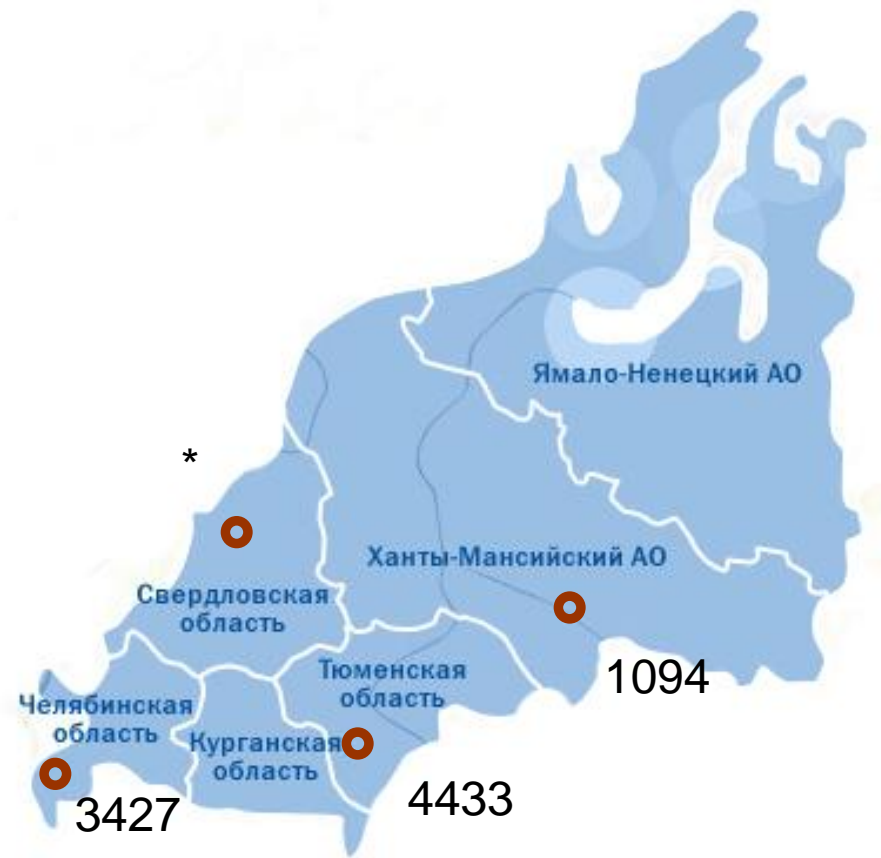 Ямало-Ненецкий АО
*
Ханты-Мансийский АО
Свердловская
область
Тюменская
область
1094
Челябинская
область
Курганская
область
4433
3427